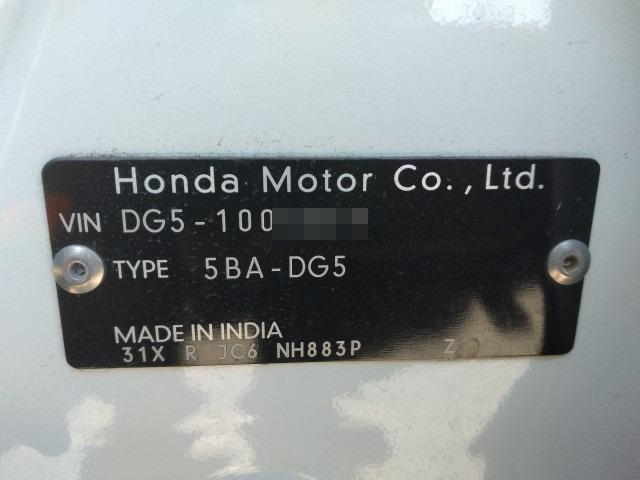 Honda Motor Co., Ltd.
VIN DG5-100
TYPE 5BA-DG5
MADE IN INDIA
31X R JC6 NH883P Z